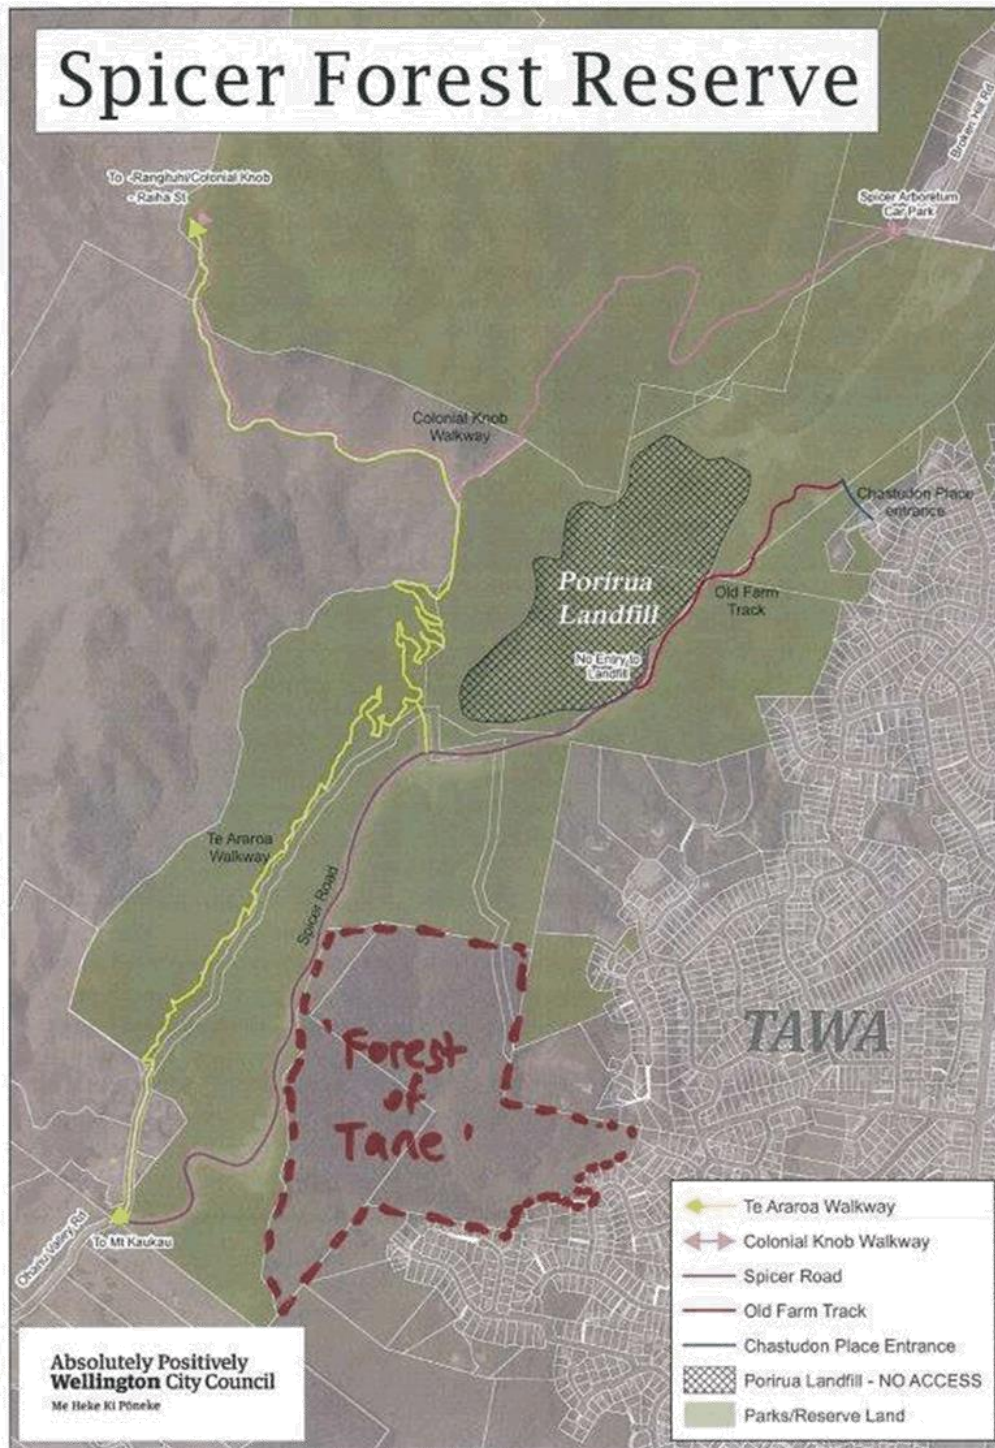 Spicer Forest Reserve
Broken Hill Rd
To -Rangituhi/Colonial Knob
- Raiha St
Spicer Arboretum
Car Park
Colonial Knob
Walkway
Chastudon Place
entrance
Porirua
Landfill
Old Farm
Track
No Entry to
Landfill
Te Araroa
Walkway
Spicer Road
'Forest
of
Tane'
TAWA
Ohariu Valley Rd
To Mt Kaukau
Te Araroa Walkway
Colonial Knob Walkway
Spicer Road
Old Farm Track
Chastudon Place Entrance
Porirua Landfill - NO ACCESS
Parks/Reserve Land
Absolutely Positively
Wellington City Council
Me Heke Ki Pōneke